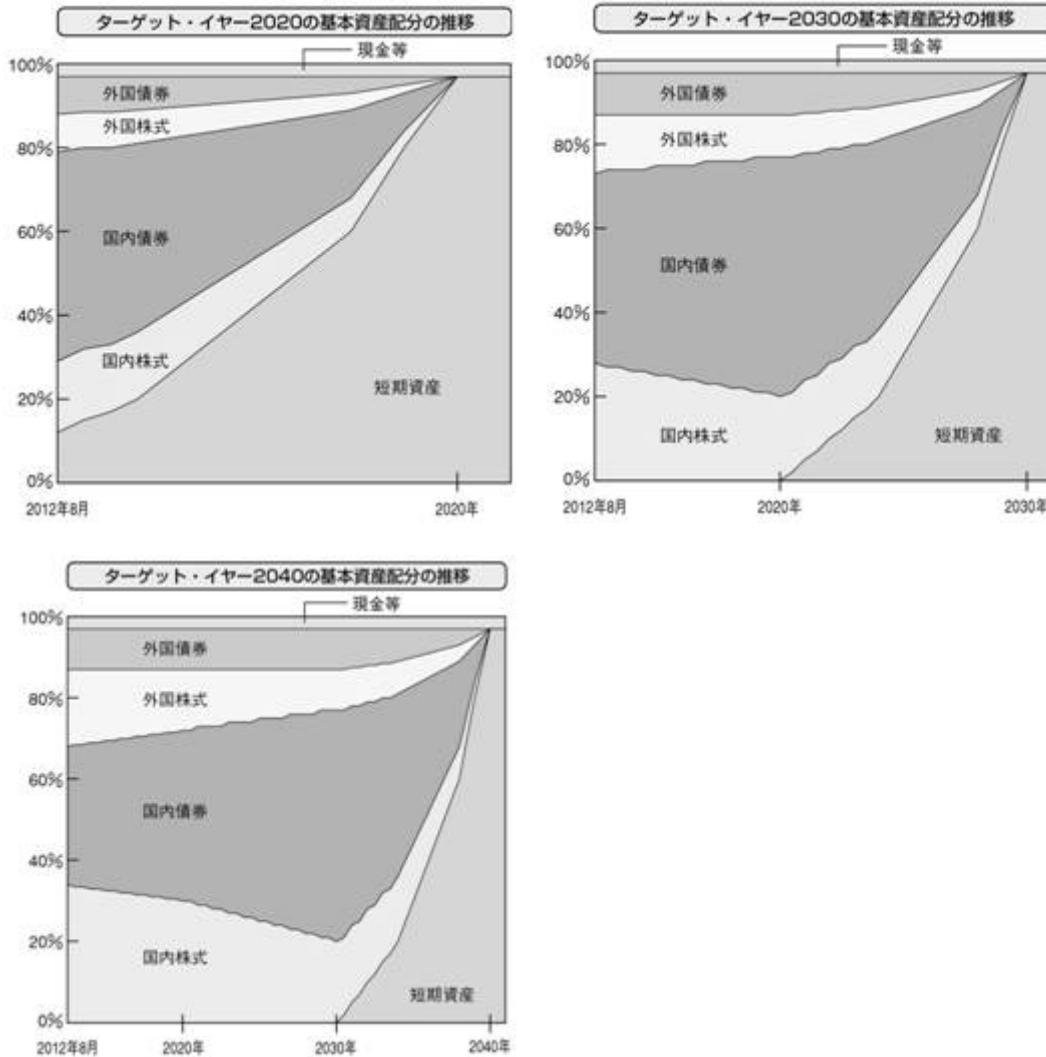 ターゲット・イヤー2020の基本資産配分の推移
現金等
100%
外国債券
外国株式
80%
国内債券
60%
40%
国内株式
20%
短期資産
0%
2012年8月
2020年
ターゲット・イヤー2030の基本資産配分の推移
現金等
100%
外国債券
外国株式
80%
国内債券
60%
40%
20%
国内株式
短期資産
0%
2012年8月
2020年
2030年
ターゲット・イヤー2040の基本資産配分の推移
現金等
100%
外国債券
外国株式
80%
60%
国内債券
40%
20%
国内株式
短期資産
0%
2012年8月
2020年
2030年
2040年